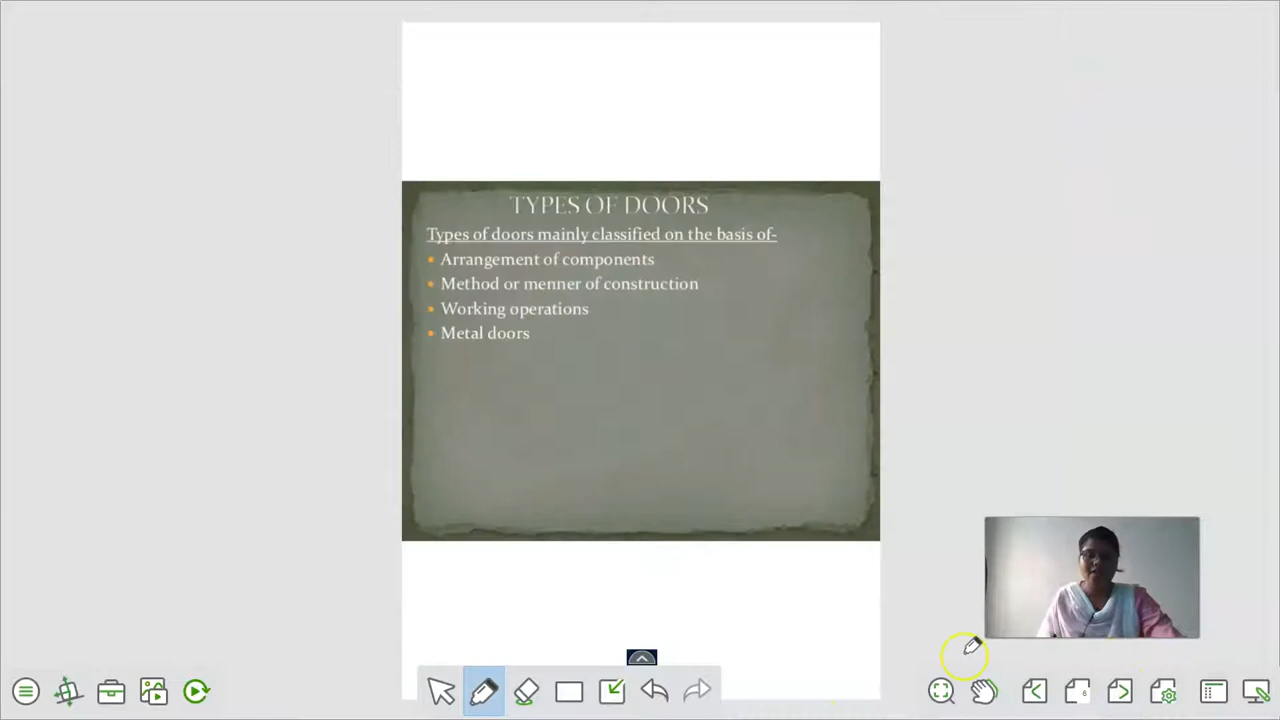 TYPES OF DOORS
Types of doors mainly classified on the basis of-
Arrangement of components
Method or menner of construction
Working operations
Metal doors
6